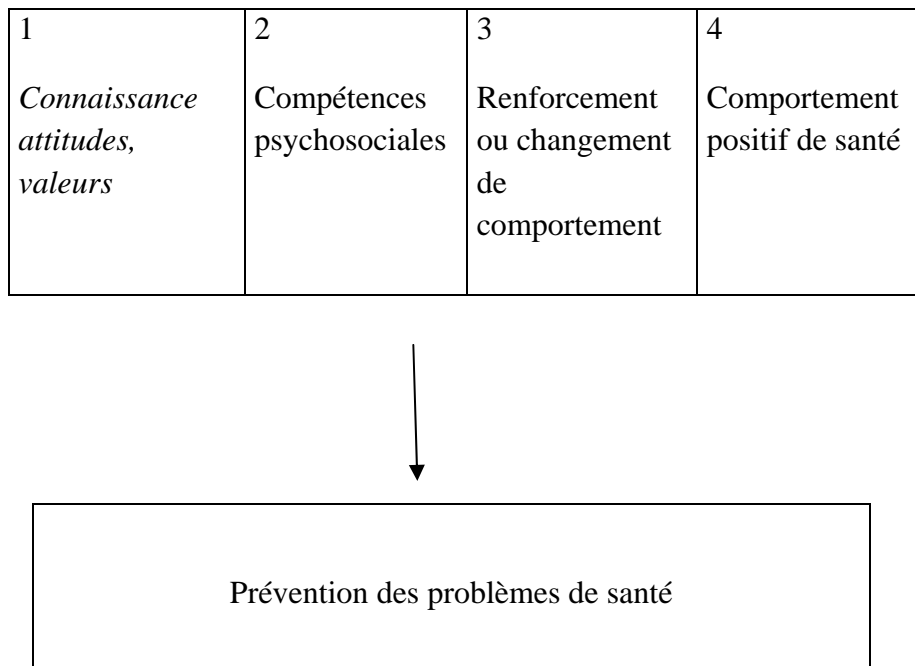 1
Connaissance
attitudes,
valeurs
2
Compétences
psychosociales
3
Renforcement
ou changement
de
comportement
4
Comportement
positif de santé
Prévention des problèmes de santé